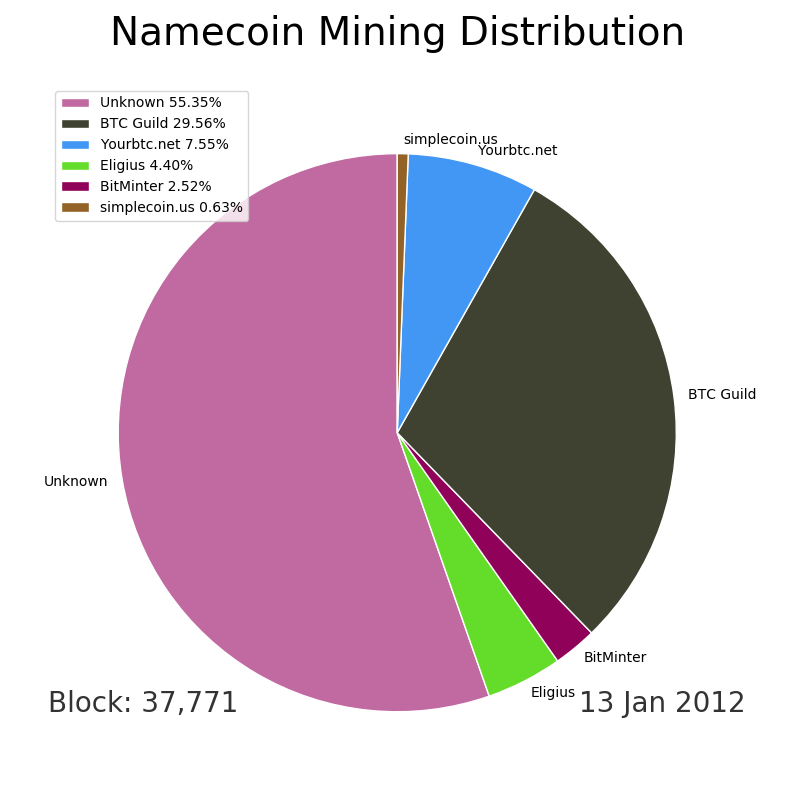 Namecoin Mining Distribution
Unknown 55.35%
BTC Guild 29.56%
Yourbtc.net 7.55%
Eligius 4.40%
BitMinter 2.52%
simplecoin.us 0.63%
simplecoin.us
Yourbtc.net
BTC Guild
Unknown
BitMinter
Eligius
Block: 37,771
13 Jan 2012